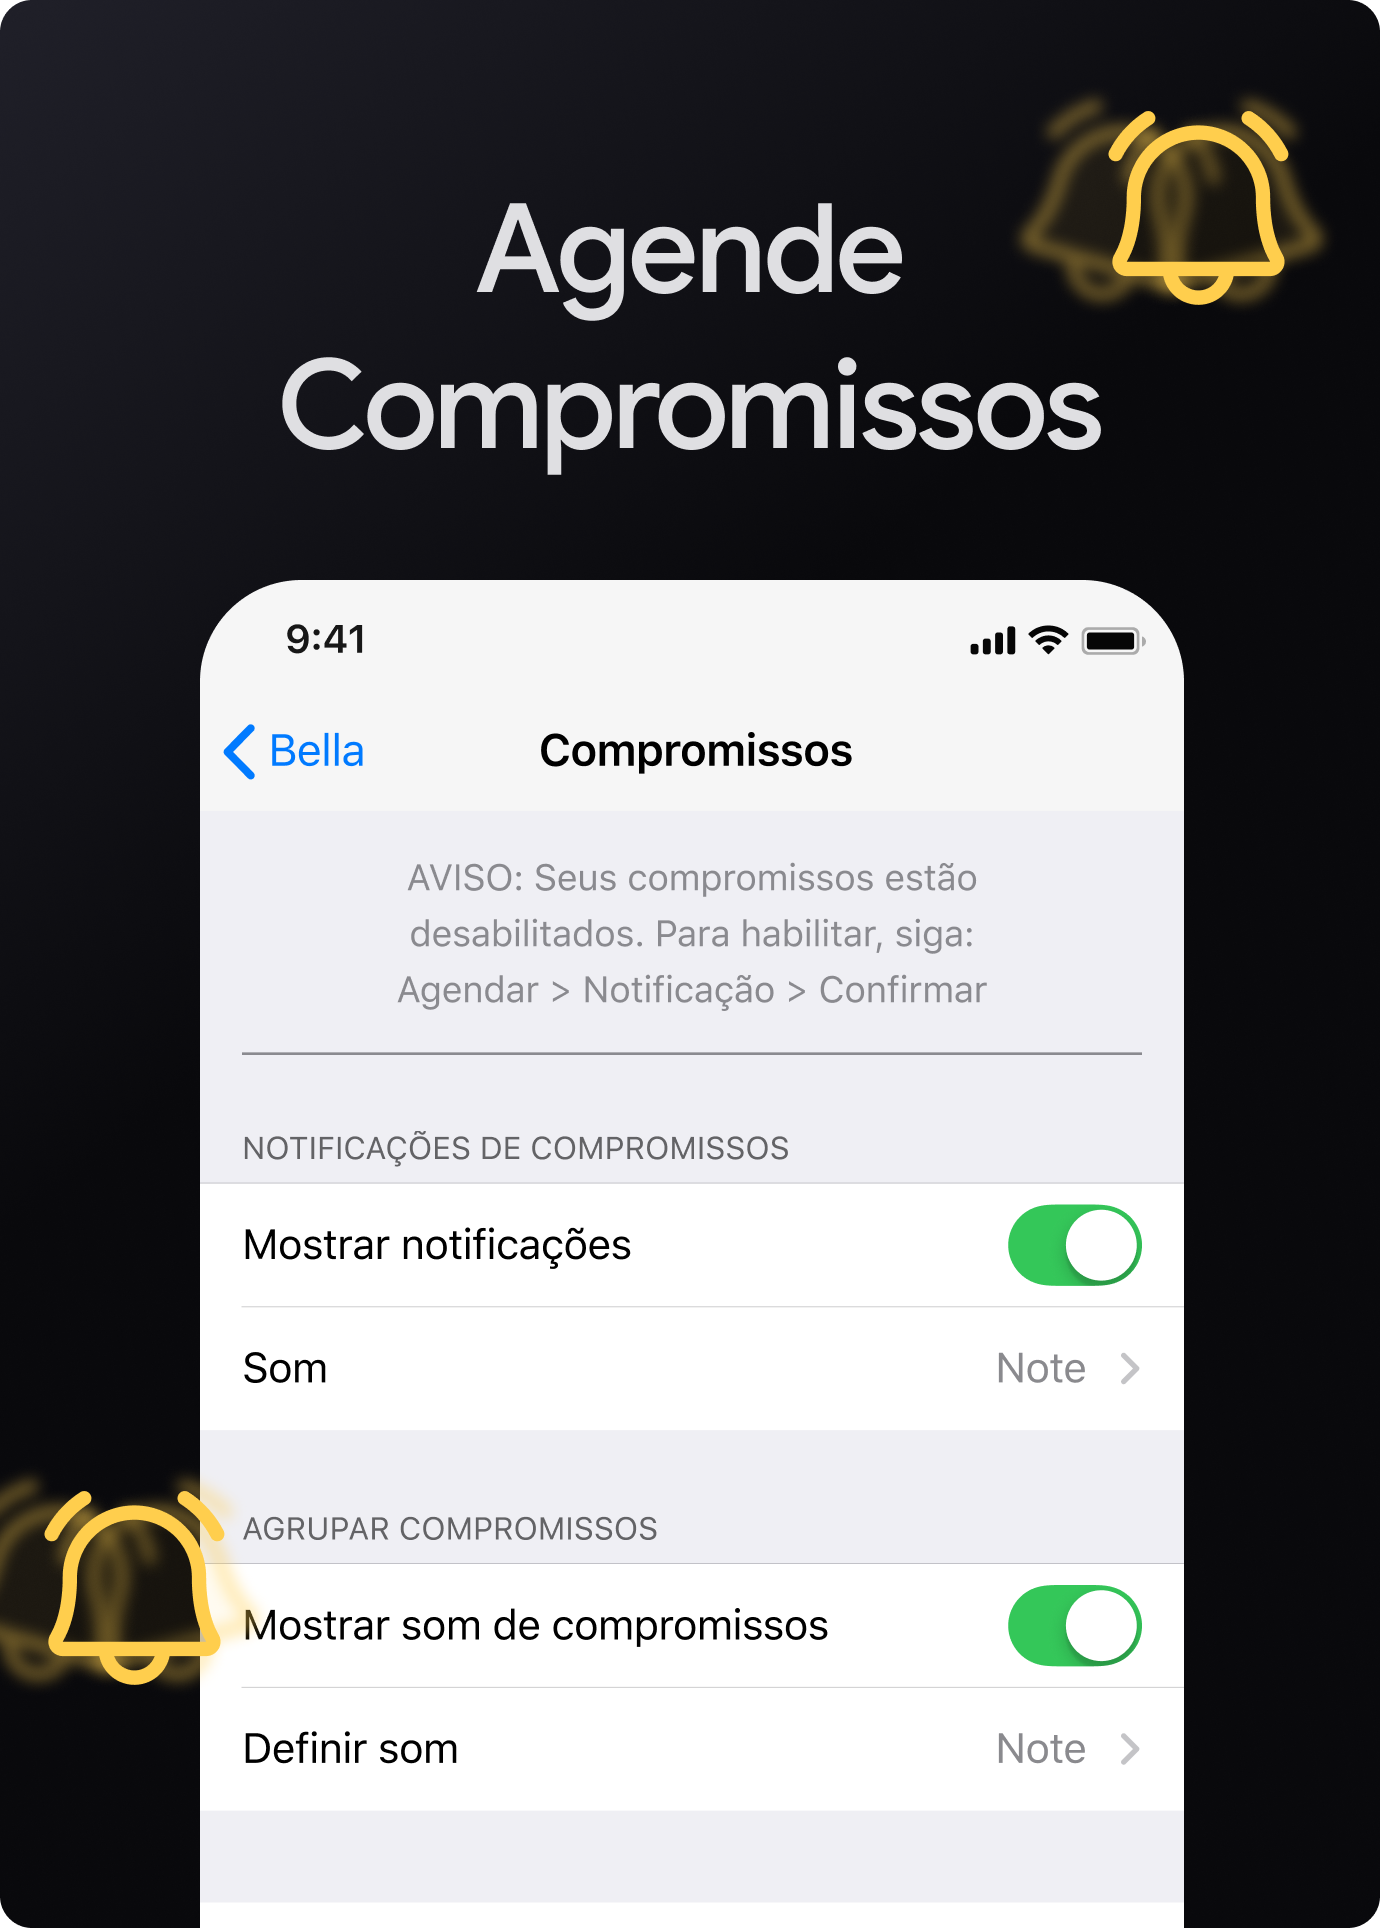 Agende
Compromissos
9:41
Bella
Compromissos
AVISO: Seus compromissos estão
desabilitados. Para habilitar, siga:
Agendar > Notificação > Confirmar
NOTIFICAÇÕES DE COMPROMISSOS
Mostrar notificações
Som Note
AGRUPAR COMPROMISSOS
Mostrar som de compromissos
Definir som Note